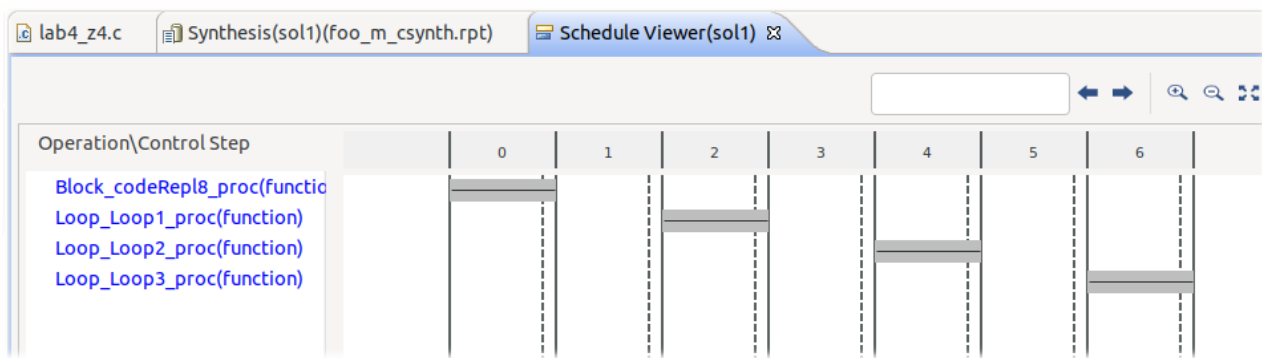 lab4_z4.c Synthesis(sol1)(foo_m_csynth.rpt) Schedule Viewer(sol1)
Operation\Control Step 0 1 2 3 4 5 6
Block_codeRepl8_proc(functio
Loop_Loop1_proc(function)
Loop_Loop2_proc(function)
Loop_Loop3_proc(function)